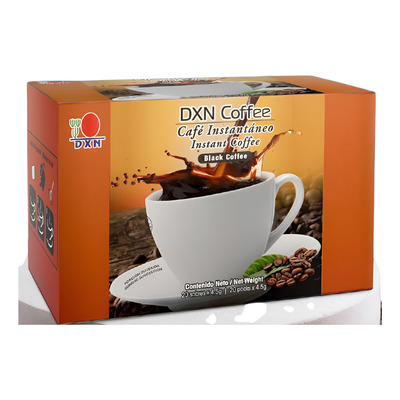 DXN
DXN Coffee
Café Instantáneo
Instant Coffee
Black Coffee
Contenido Neto / Net Weight
20 sobres x 4.5g | 20 packs x 4.5g